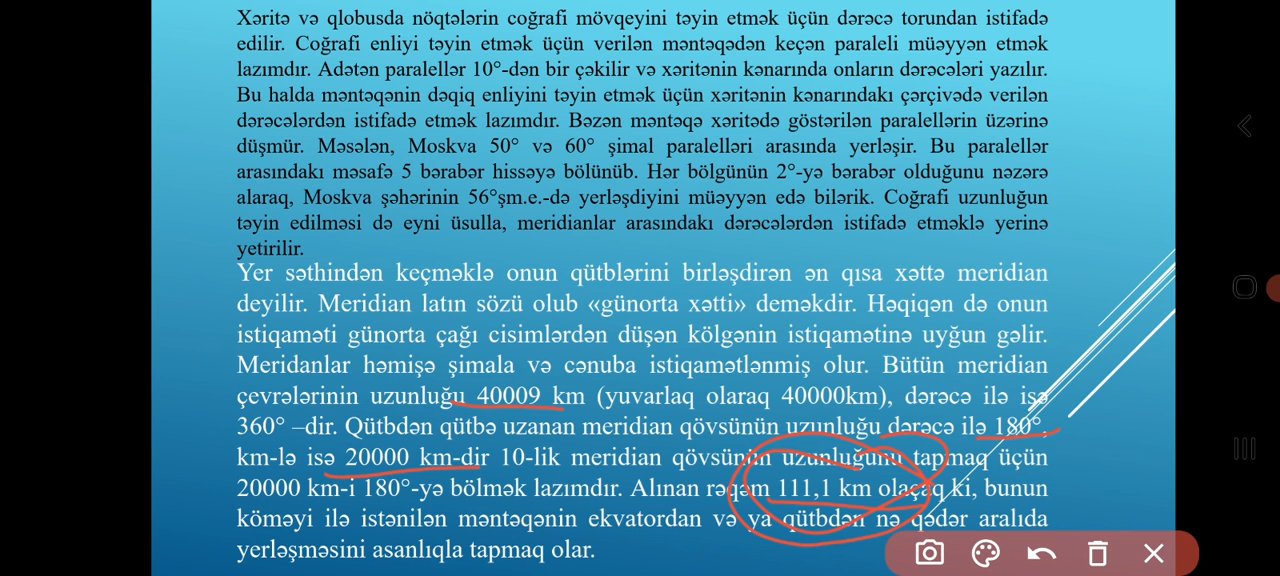 Xəritə və qlobusda nöqtələrin coğrafi mövqeyini təyin etmək üçün dərəcə torundan istifadə
edilir. Coğrafi enliyi təyin etmək üçün verilən məntəqədən keçən paraleli müəyyən etmək
lazımdır. Adətən paralellər 10°-dən bir çəkilir və xəritənin kənarında onların dərəcələri yazılır.
Bu halda məntəqənin dəqiq enliyini təyin etmək üçün xəritənin kənarındakı çərçivədə verilən
dərəcələrdən istifadə etmək lazımdır. Bəzən məntəqə xəritədə göstərilən paralellərin üzərinə
düşmür. Məsələn, Moskva 50° və 60° şimal paralelləri arasında yerləşir. Bu paralellər
arasındakı məsafə 5 bərabər hissəyə bölünüb. Hər bölgünün 2°-yə bərabər olduğunu nəzərə
alaraq, Moskva şəhərinin 56°şm.e.-də yerləşdiyini müəyyən edə bilərik. Coğrafi uzunluğun
təyin edilməsi də eyni üsulla, meridianlar arasındakı dərəcələrdən istifadə etməklə yerinə
yetirilir.
Yer səthindən keçməklə onun qütblərini birləşdirən ən qısa xəttə meridian
deyilir. Meridian latın sözü olub «günorta xətti» deməkdir. Həqiqən də onun
istiqaməti günorta çağı cisimlərdən düşən kölgənin istiqamətinə uyğun gəlir.
Meridanlar həmişə şimala və cənuba istiqamətlənmiş olur. Bütün meridian
çevrələrinin uzunluğu 40009 km (yuvarlaq olaraq 40000km), dərəcə ilə isə
360° –dir. Qütbdən qütbə uzanan meridian qövsünün uzunluğu dərəcə ilə 180°,
km-lə isə 20000 km-dir 10-lik meridian qövsünün uzunluğunu tapmaq üçün
20000 km-i 180°-yə bölmək lazımdır. Alınan rəqəm 111,1 km olaçaq ki, bunun
köməyi ilə istənilən məntəqənin ekvatordan və ya qütbdən nə qədər aralıda
yerləşməsini asanlıqla tapmaq olar.